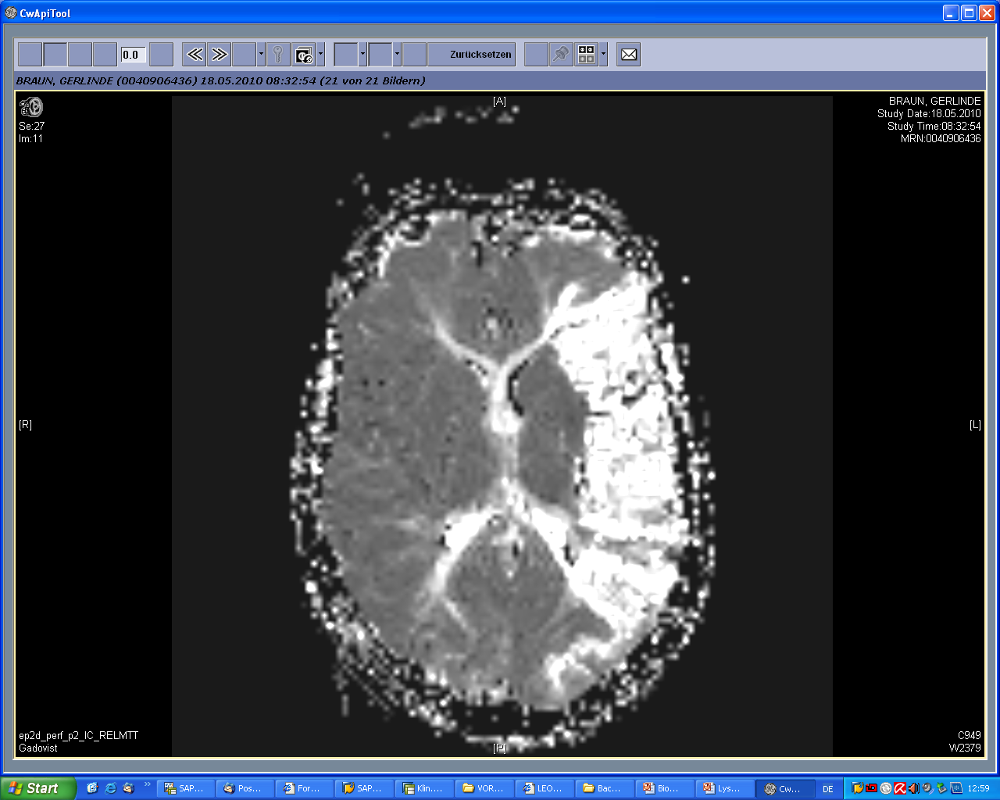 CwApiTool
0.0
Zurücksetzen
BRAUN, GERLINDE (0040906436) 18.05.2010 08:32:54 (21 von 21 Bildern)
[A]
Se:27
Im:11
BRAUN, GERLINDE
Study Date:18.05.2010
Study Time:08:32:54
MRN:0040906436
[R]
[L]
ep2d_perf_p2_IC_RELMTT
Gadovist
[P]
C949
W2379
Start
SAP...
Pos...
For...
SAP...
Klin...
VOR...
LEO...
Bac...
Bio...
Lys...
Cw...
DE
12:59